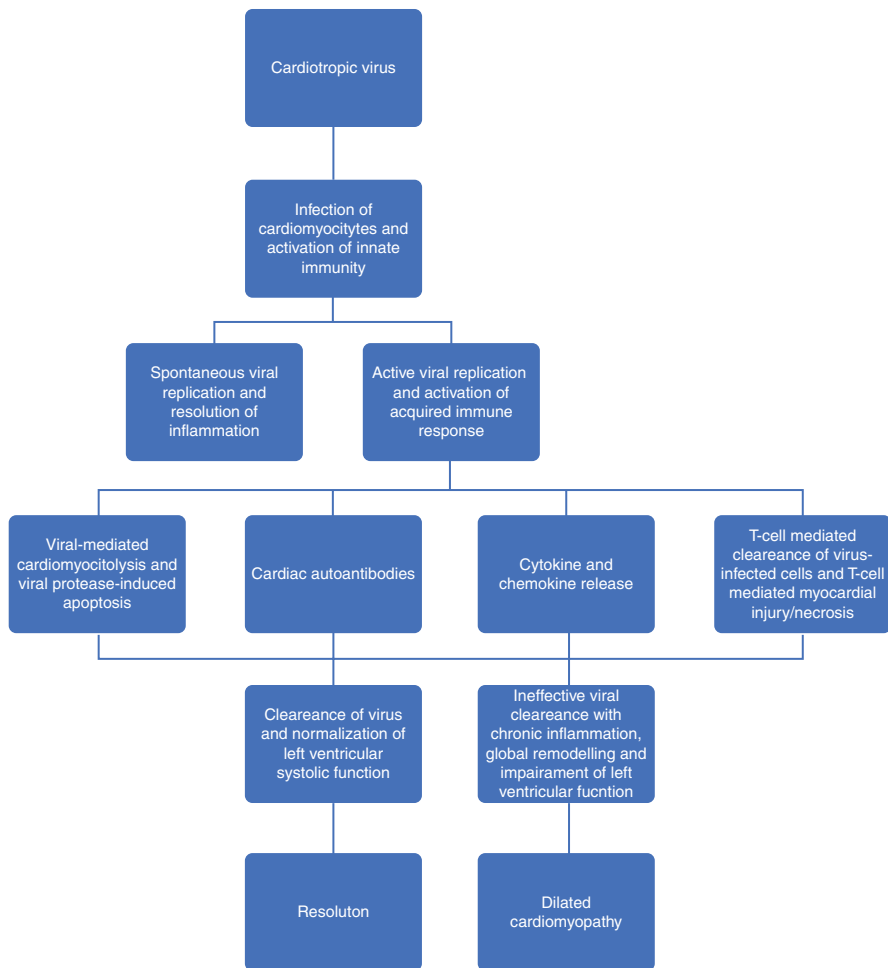 Cardiotropic virus
Infection of
cardiomyocitytes and
activation of innate
immunity
Spontaneous viral
replication and
resolution of
inflammation
Active viral replication
and activation of
acquired immune
response
Viral-mediated
cardiomyocitolysis and
viral protease-induced
apoptosis
Cardiac autoantibodies
Cytokine and
chemokine release
T-cell mediated
cleareance of virus-
infected cells and T-cell
mediated myocardial
injury/necrosis
Cleareance of virus
and normalization of
left ventricular
systolic function
Ineffective viral
cleareance with
chronic inflammation,
global remodelling and
impairament of left
ventricular fucntion
Resoluton
Dilated
cardiomyopathy